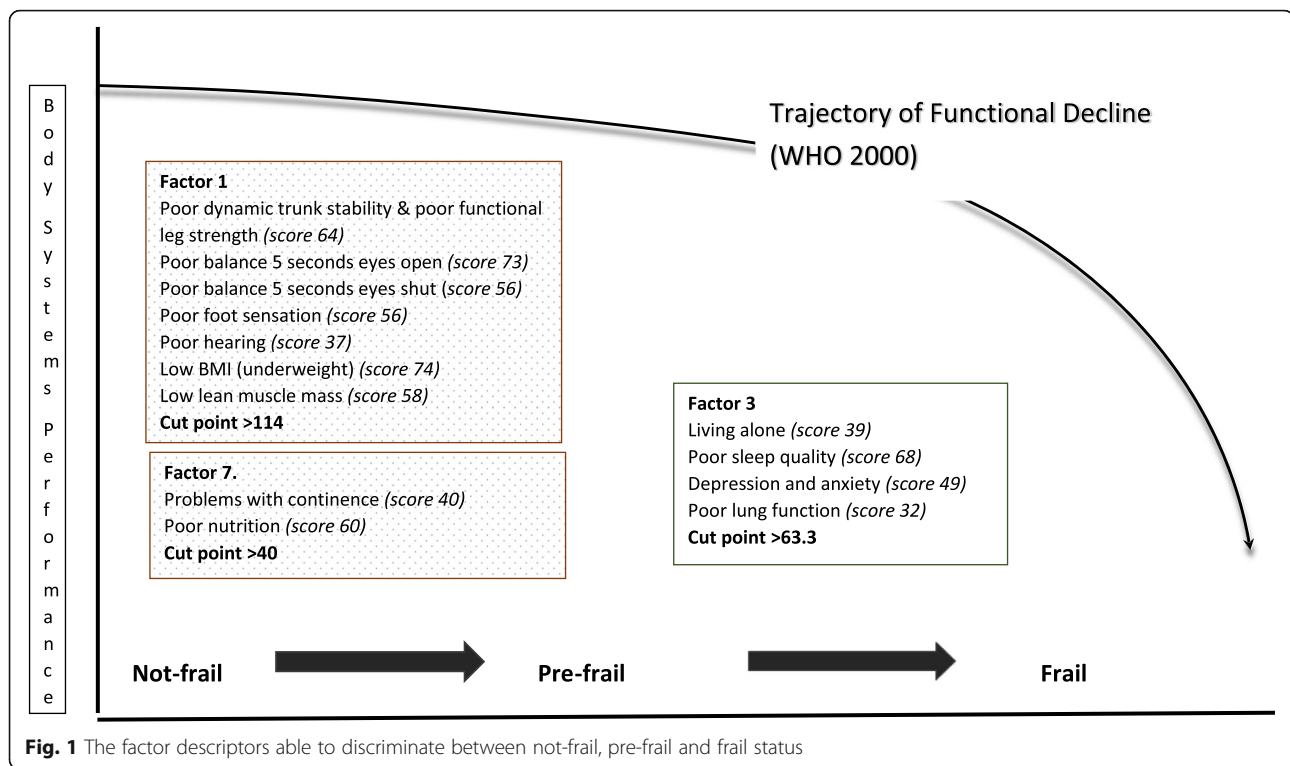 Body Systems Performance
Trajectory of Functional Decline
(WHO 2000)
Factor 1
Poor dynamic trunk stability & poor functional
leg strength (score 64)
Poor balance 5 seconds eyes open (score 73)
Poor balance 5 seconds eyes shut (score 56)
Poor foot sensation (score 56)
Poor hearing (score 37)
Low BMI (underweight) (score 74)
Low lean muscle mass (score 58)
Cut point >114
Factor 7.
Problems with continence (score 40)
Poor nutrition (score 60)
Cut point >40
Factor 3
Living alone (score 39)
Poor sleep quality (score 68)
Depression and anxiety (score 49)
Poor lung function (score 32)
Cut point >63.3
Not-frail
Pre-frail
Frail
Fig. 1 The factor descriptors able to discriminate between not-frail, pre-frail and frail status